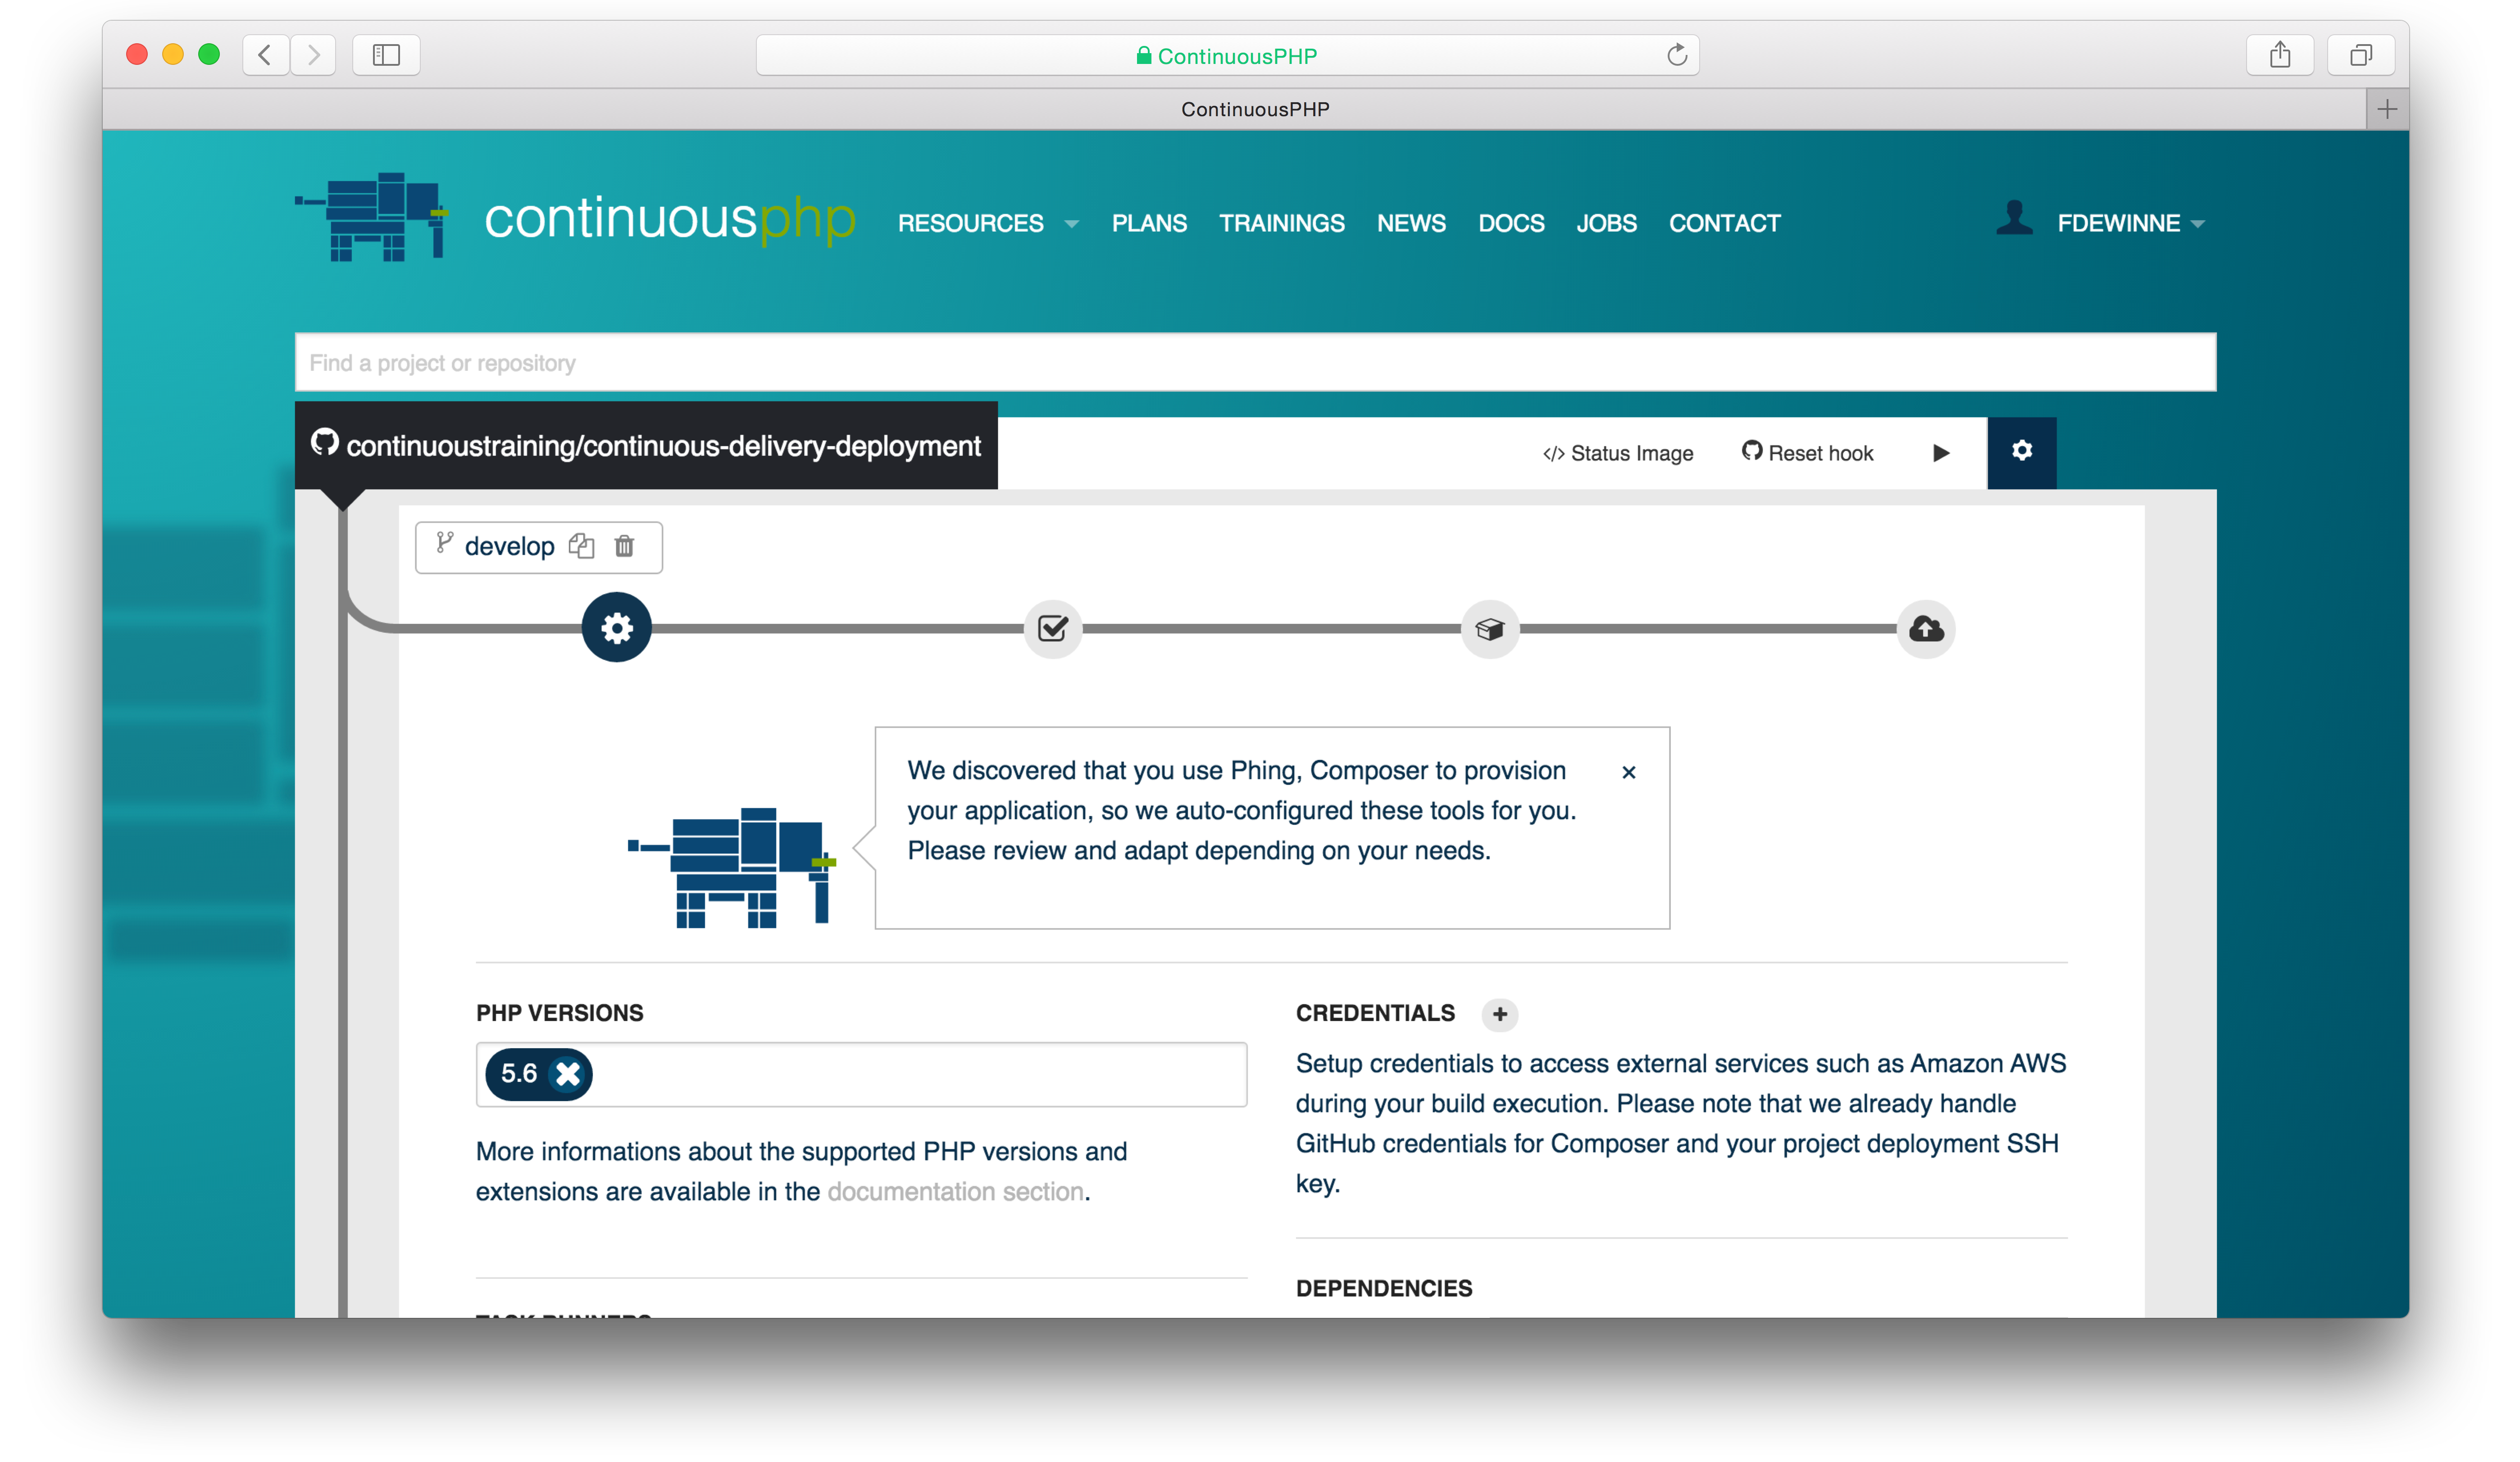 ContinuousPHP
ContinuousPHP
continuousphp
RESOURCES PLANS TRAININGS NEWS DOCS JOBS CONTACT FDEWINNE
Find a project or repository
continuoustraining/continuous-delivery-deployment
</> Status Image Reset hook
develop
We discovered that you use Phing, Composer to provision
your application, so we auto-configured these tools for you.
Please review and adapt depending on your needs.
PHP VERSIONS
5.6
More informations about the supported PHP versions and
extensions are available in the documentation section.
CREDENTIALS
Setup credentials to access external services such as Amazon AWS
during your build execution. Please note that we already handle
GitHub credentials for Composer and your project deployment SSH
key.
DEPENDENCIES